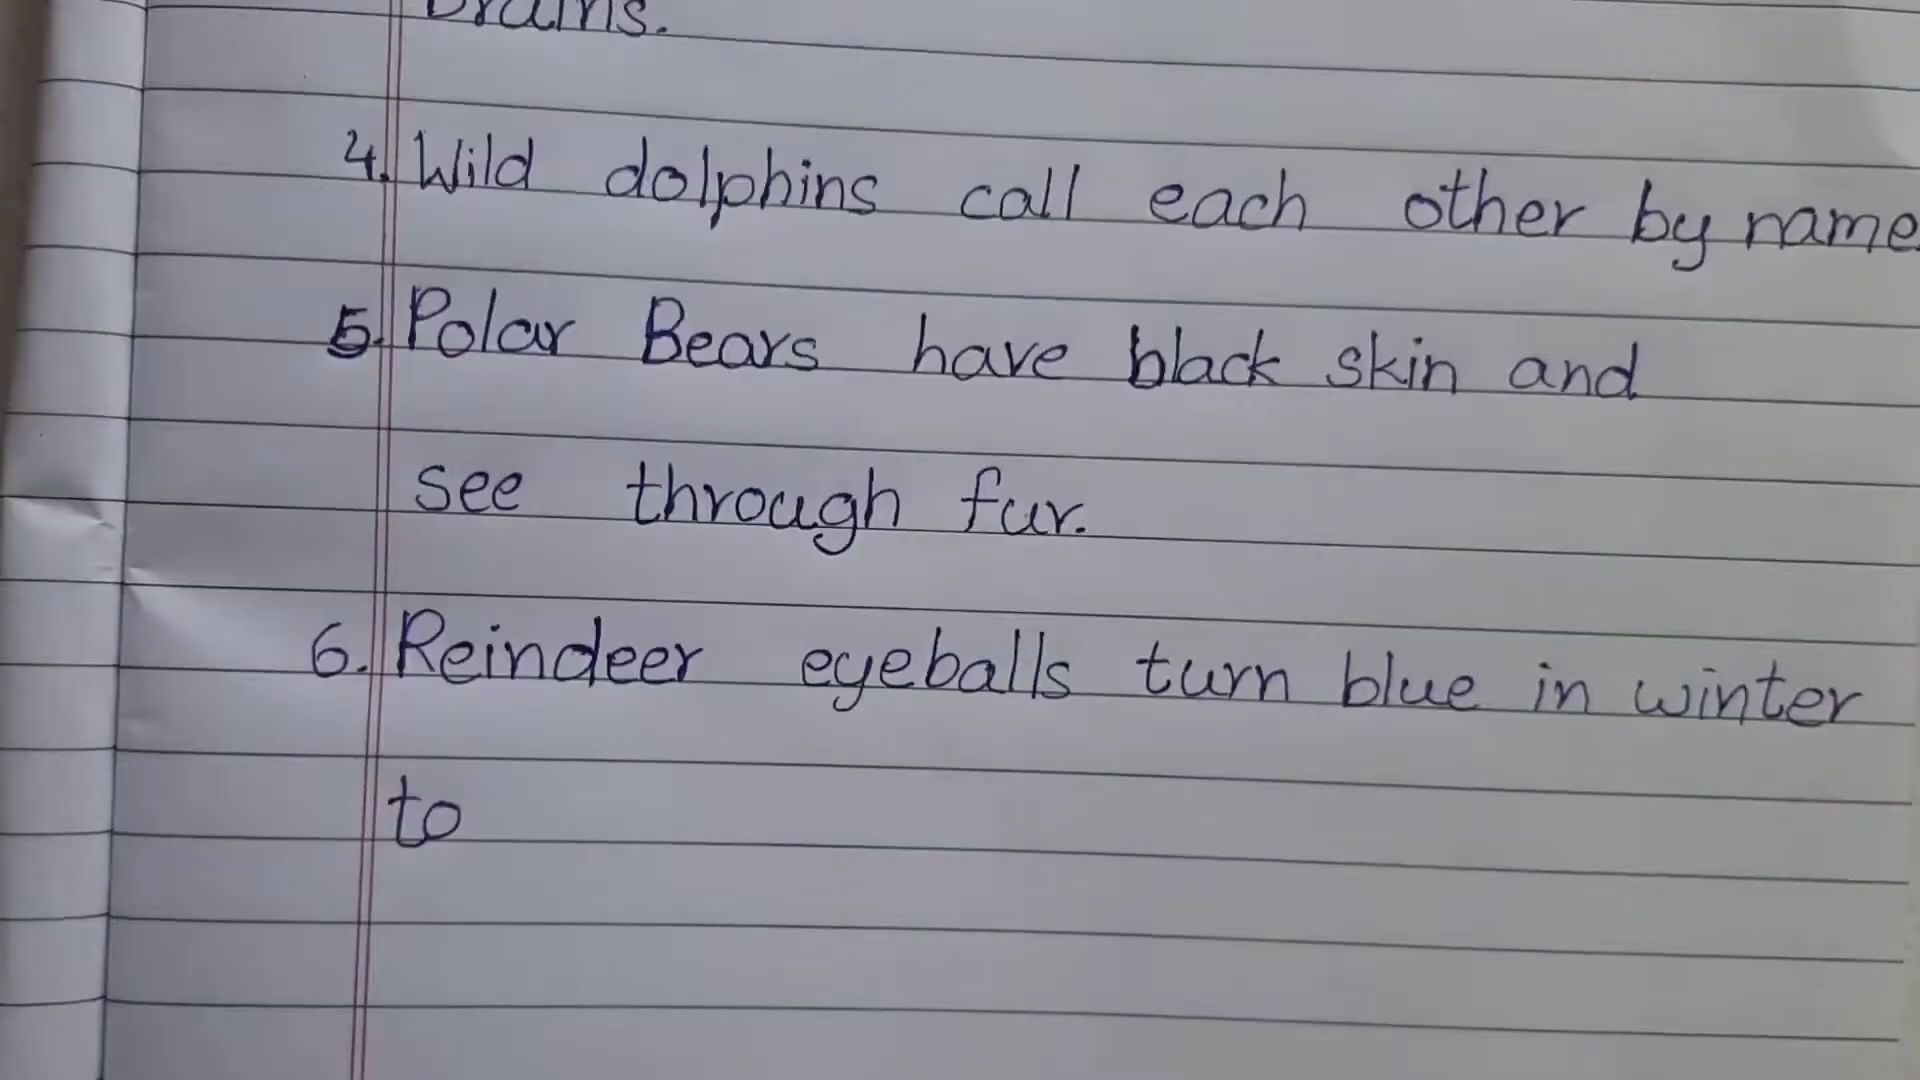 Brains.
4. Wild dolphins call each other by name.
5. Polar Bears have black skin and
see through fur.
6. Reindeer eyeballs turn blue in winter
to